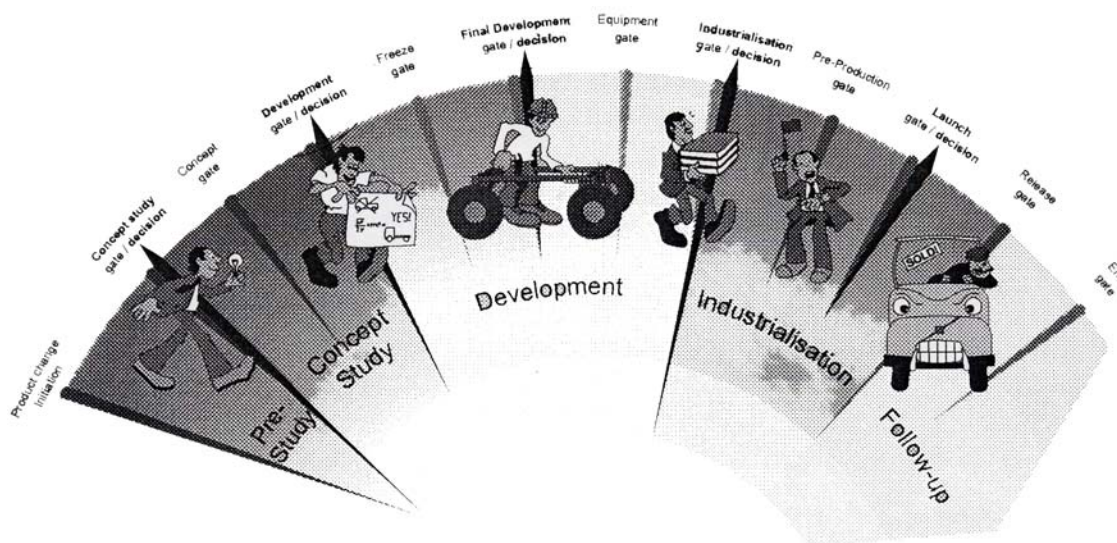 Product change
Initiation
Concept study
gate / decision
Concept
gate
Development
gate / decision
Freeze
gate
Final Development
gate / decision
Equipment
gate
Industrialisation
gate / decision
Pre-Production
gate
Launch
gate / decision
Release
gate
gate
YES!
SOLD!
Pre-
Study
Concept
Study
Development
Industrialisation
Follow-up